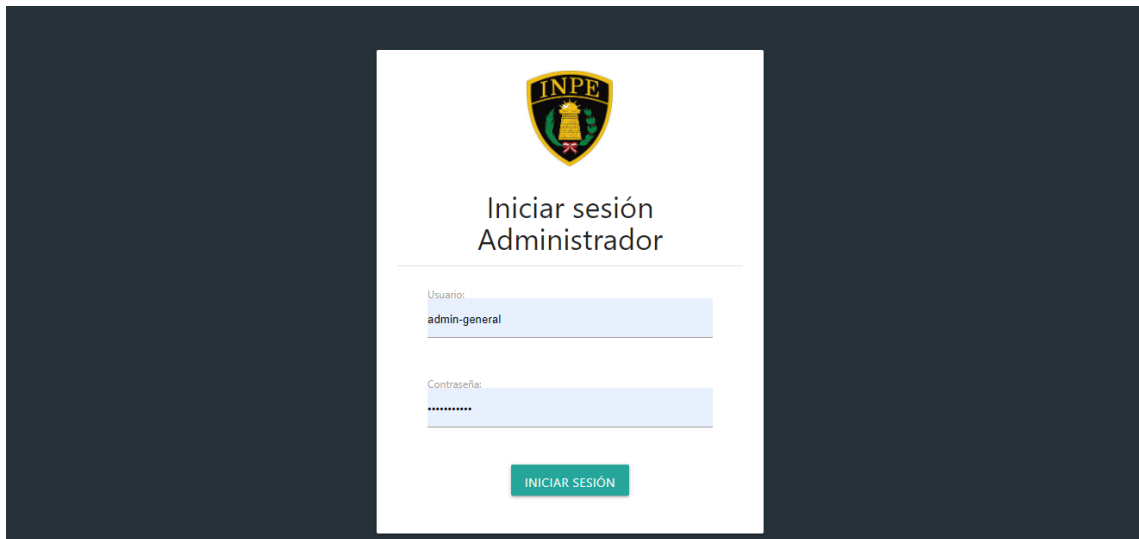 INPE
Iniciar sesión
Administrador
Usuario:
admin-general
Contraseña:
•••••••••••
INICIAR SESIÓN